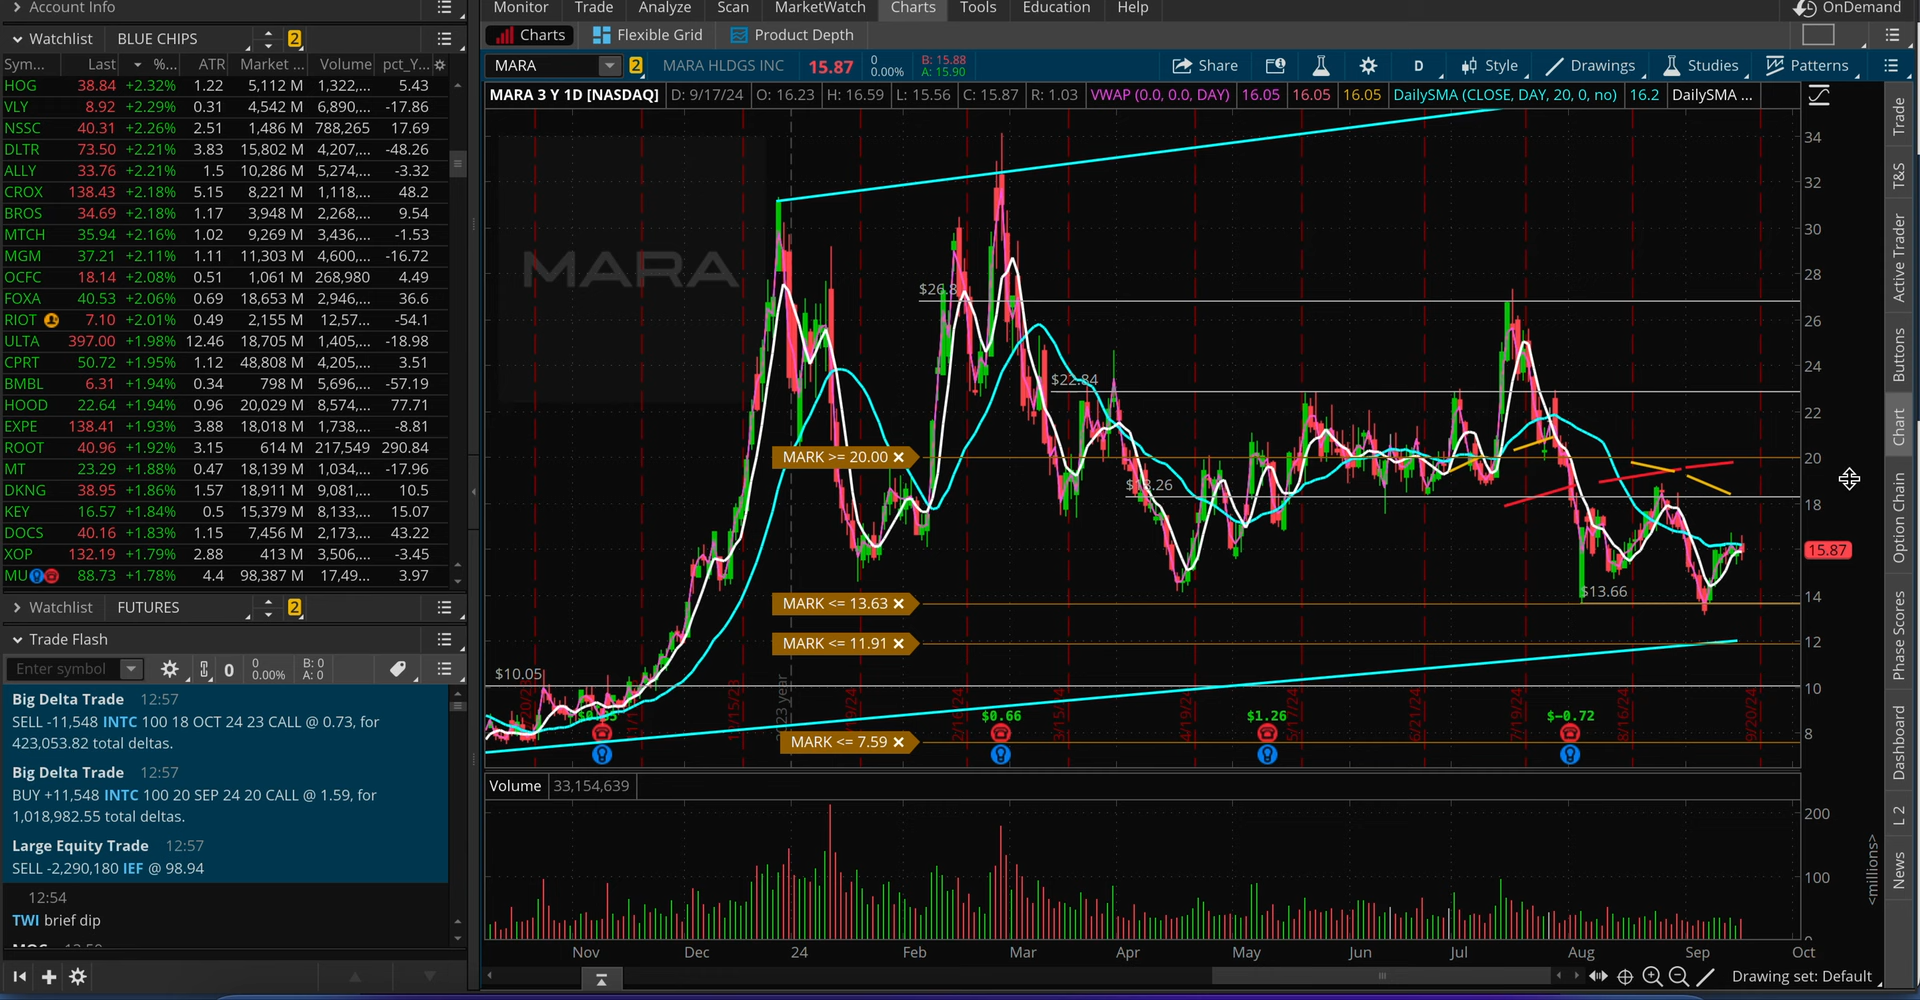 Account Info
Monitor Trade Analyze Scan MarketWatch Charts Tools Education Help
OnDemand
Watchlist BLUE CHIPS 2
Charts Flexible Grid Product Depth
Sym... Last %... ATR Market ... Volume pct_Y...
MARA 2 MARA HLDGS INC 15.87 0 0.00% B: 15.88 A: 15.90 Share D Style Drawings Studies Patterns
MARA 3 Y 1D [NASDAQ] D: 9/17/24 O: 16.23 H: 16.59 L: 15.56 C: 15.87 R: 1.03 VWAP (0.0, 0.0, DAY) 16.05 16.05 16.05 DailySMA (CLOSE, DAY, 20, 0, no) 16.2 DailySMA ...
HOG 38.84 +2.32% 1.22 5,112 M 1,322,... 5.43
VLY 8.92 +2.29% 0.31 4,542 M 6,890,... -17.86
NSSC 40.31 +2.26% 2.51 1,486 M 788,265 17.69
DLTR 73.50 +2.21% 3.83 15,802 M 4,207,... -48.26
ALLY 33.76 +2.21% 1.5 10,286 M 5,274,... -3.32
CROX 138.43 +2.18% 5.15 8,221 M 1,118,... 48.2
BROS 34.69 +2.18% 1.17 3,948 M 2,268,... 9.54
MTCH 35.94 +2.16% 1.02 9,269 M 3,436,... -1.53
MGM 37.21 +2.11% 1.11 11,303 M 4,600,... -16.72
OCFC 18.14 +2.08% 0.51 1,061 M 268,980 4.49
FOXA 40.53 +2.06% 0.69 18,653 M 2,946,... 36.6
RIOT 7.10 +2.01% 0.49 2,155 M 12,57... -54.1
ULTA 397.00 +1.98% 12.46 18,705 M 1,405,... -18.98
CPRT 50.72 +1.95% 1.12 48,808 M 4,205,... 3.51
BMBL 6.31 +1.94% 0.34 798 M 5,696,... -57.19
HOOD 22.64 +1.94% 0.96 20,029 M 8,574,... 77.71
EXPE 138.41 +1.93% 3.88 18,018 M 1,738,... -8.81
ROOT 40.96 +1.92% 3.15 614 M 217,549 290.84
MT 23.29 +1.88% 0.47 18,139 M 1,034,... -17.96
DKNG 38.95 +1.86% 1.57 18,911 M 9,081,... 10.5
KEY 16.57 +1.84% 0.5 15,379 M 8,133,... 15.07
DOCS 40.16 +1.83% 1.15 7,456 M 2,173,... 43.22
XOP 132.19 +1.79% 2.88 413 M 3,506,... -3.45
MU 88.73 +1.78% 4.4 98,387 M 17,49... 3.97
Watchlist FUTURES 2
Trade Flash
Enter symbol 0 0 0.00% B: 0 A: 0
Big Delta Trade 12:57
SELL -11,548 INTC 100 18 OCT 24 23 CALL @ 0.73, for
423,053.82 total deltas.
Big Delta Trade 12:57
BUY +11,548 INTC 100 20 SEP 24 20 CALL @ 1.59, for
1,018,982.55 total deltas.
Large Equity Trade 12:57
SELL -2,290,180 IEF @ 98.94
12:54
TWI brief dip
MARA
$22.84
MARK >= 20.00
$13.66
MARK <= 13.63
MARK <= 11.91
$10.05
$0.66
$1.26
$-0.72
MARK <= 7.59
34
32
30
28
26
24
22
20
18
15.87
14
12
10
8
12/15/23
2/16/24
3/15/24
4/19/24
6/21/24
7/19/24
8/16/24
9/20/24
Volume 33,154,639
200
100
<millions>
Nov Dec 24 Feb Mar Apr May Jun Jul Aug Sep Oct
Drawing set: Default
Trade
T&S
Active Trader
Buttons
Chart
Option Chain
Phase Scores
Dashboard
L 2
News